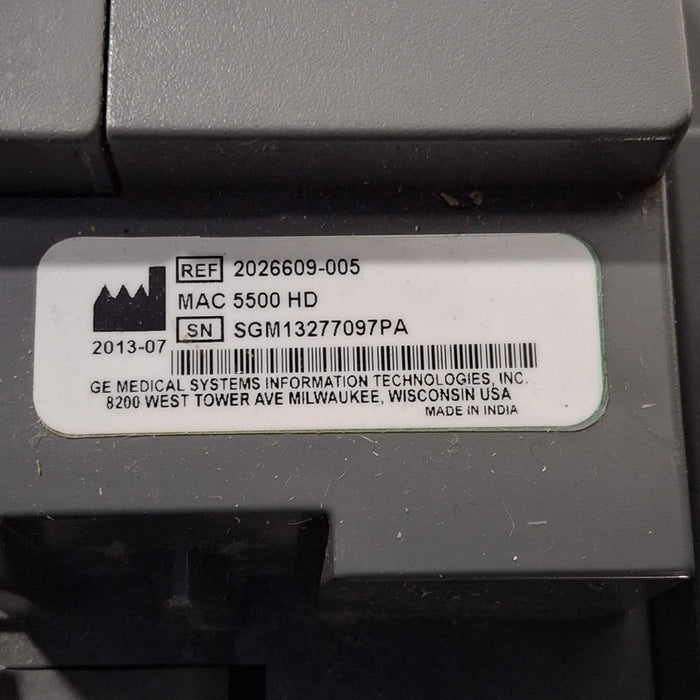 REF 2026609-005
MAC 5500 HD
SN SGM13277097PA
2013-07
GE MEDICAL SYSTEMS INFORMATION TECHNOLOGIES, INC.
8200 WEST TOWER AVE MILWAUKEE, WISCONSIN USA
MADE IN INDIA